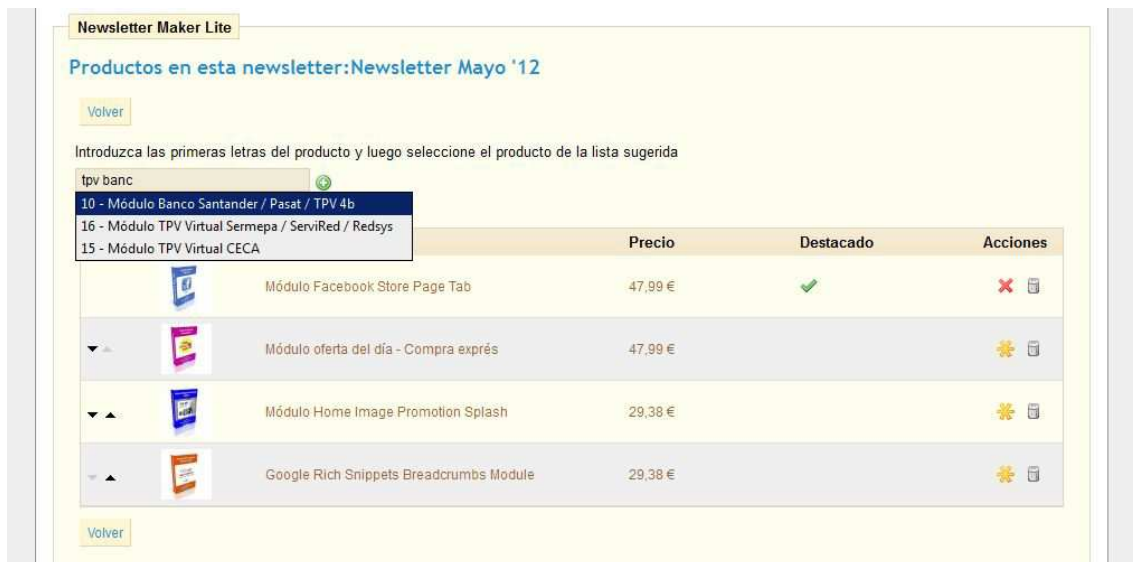 Newsletter Maker Lite
Productos en esta newsletter:Newsletter Mayo '12
Volver
Introduzca las primeras letras del producto y luego seleccione el producto de la lista sugerida
tpv banc
10 - Módulo Banco Santander / Pasat / TPV 4b
16 - Módulo TPV Virtual Sermepa / ServiRed / Redsys
15 - Módulo TPV Virtual CECA
Precio Destacado Acciones
Módulo Facebook Store Page Tab 47,99 €
Módulo oferta del día - Compra exprés 47,99 €
Módulo Home Image Promotion Splash 29,38 €
Google Rich Snippets Breadcrumbs Module 29,38 €
Volver